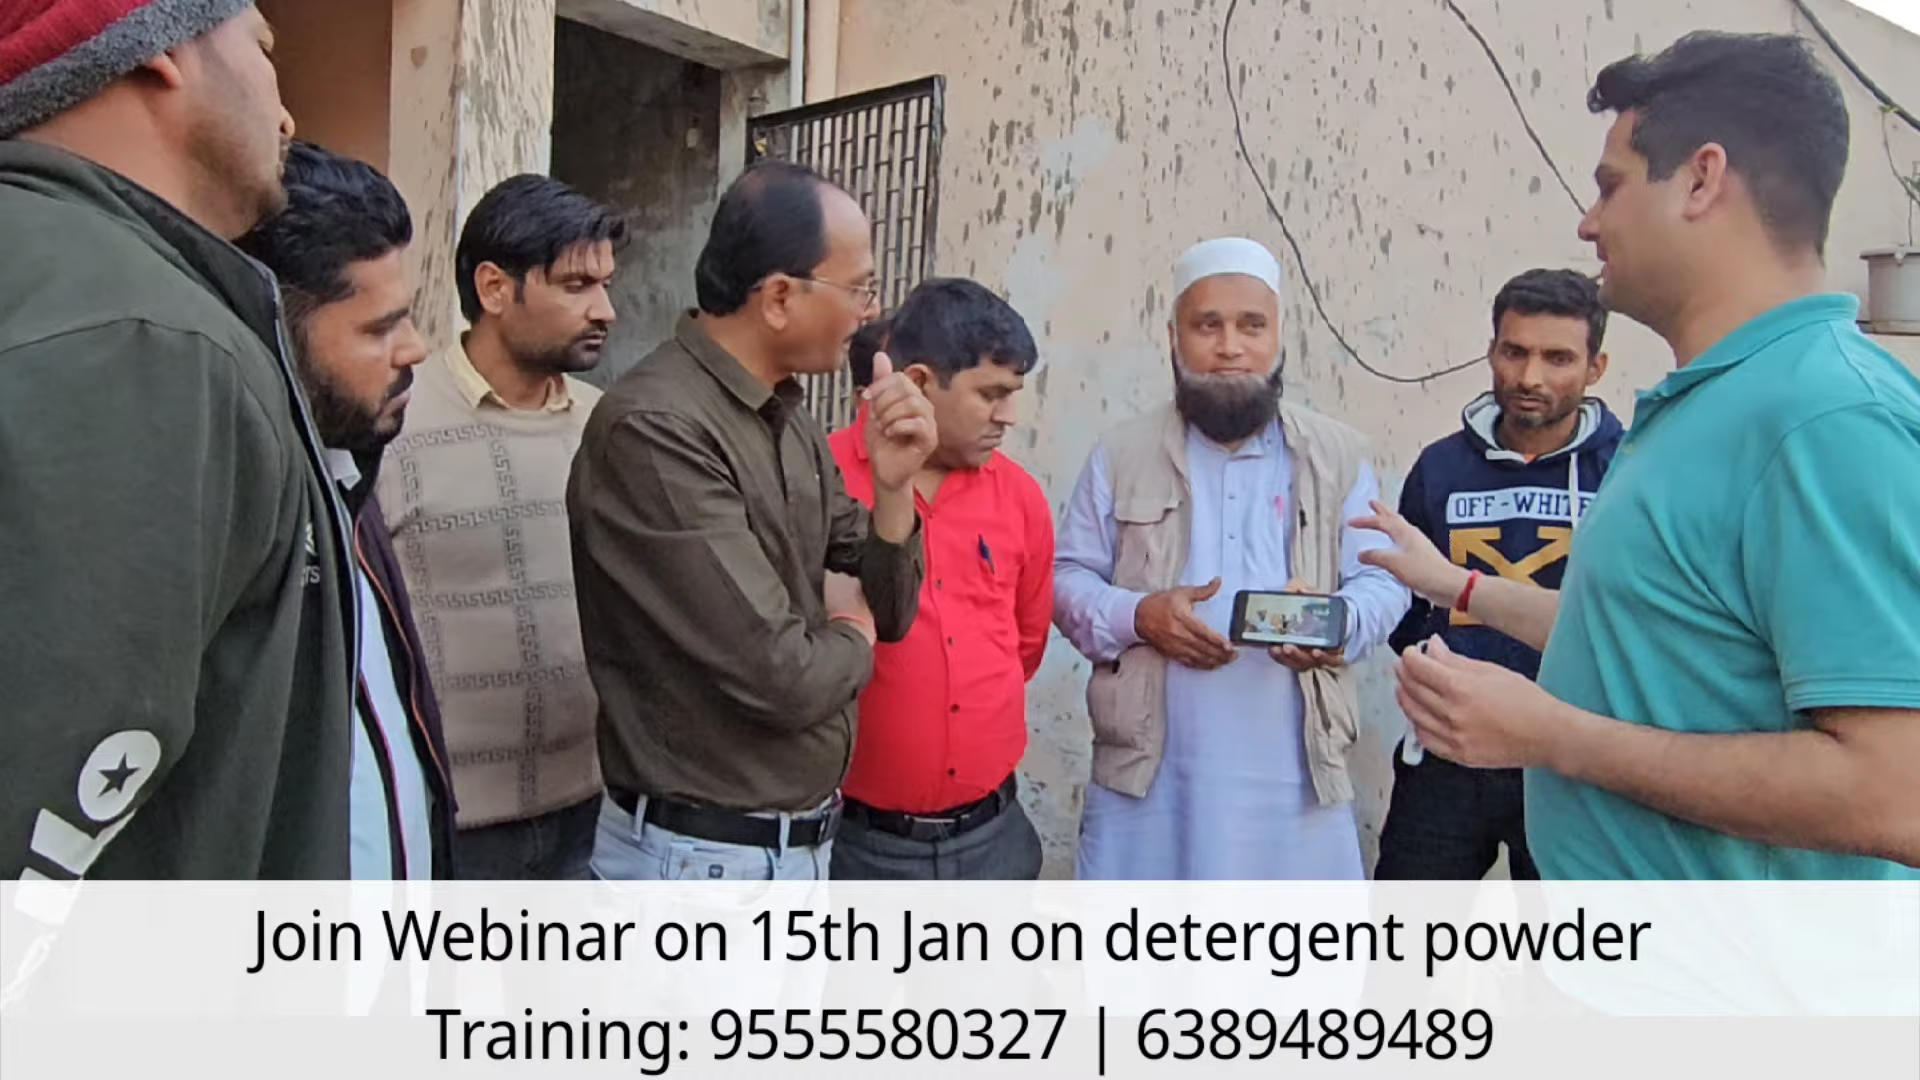 OFF-WHITE
Join Webinar on 15th Jan on detergent powder
Training: 9555580327 | 6389489489